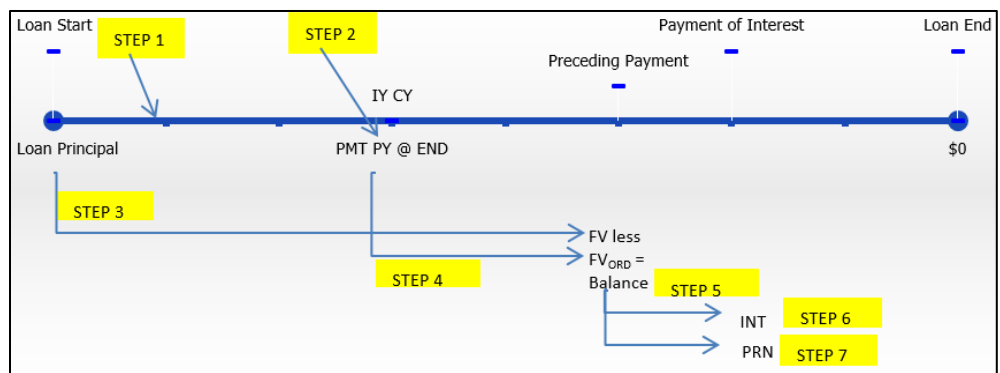 Loan Start
STEP 1
STEP 2
Payment of Interest
Loan End
Preceding Payment
IY CY
Loan Principal
PMT PY @ END
$0
STEP 3
FV less
FVORD =
Balance
STEP 4
STEP 5
INT
STEP 6
PRN
STEP 7